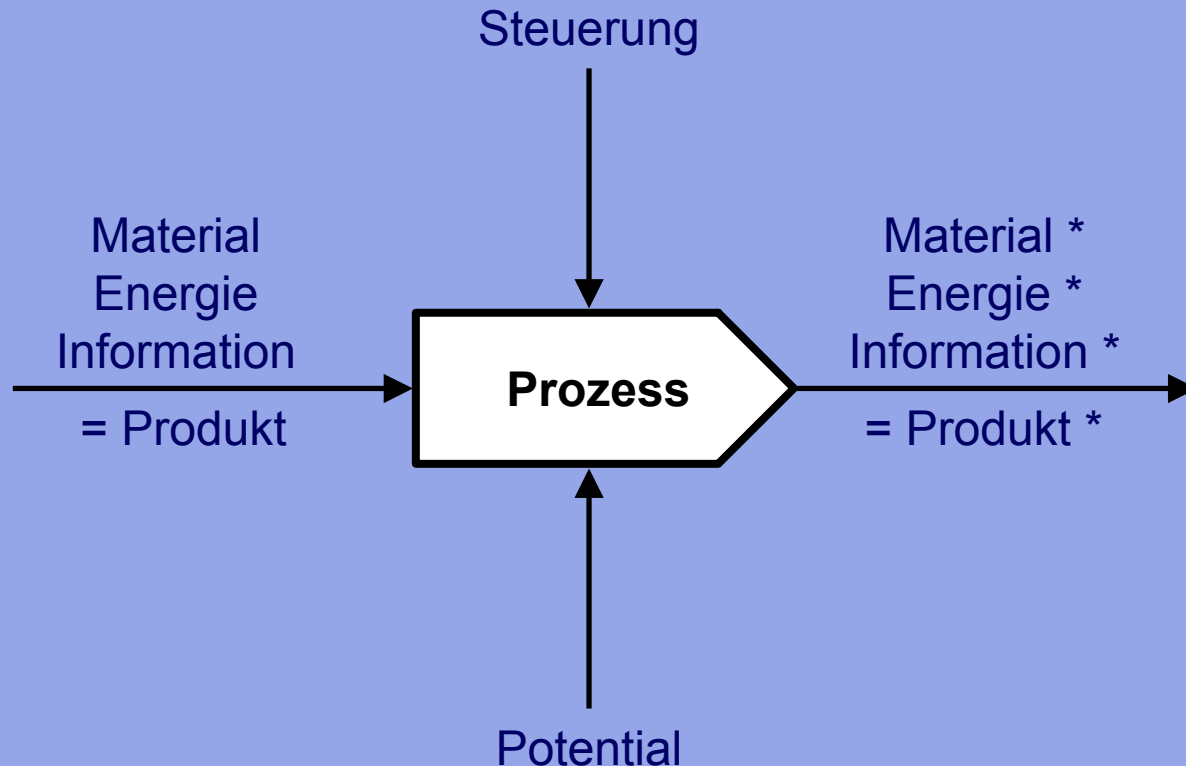 Steuerung
Material
Energie
Information
= Produkt
Prozess
Material *
Energie *
Information *
= Produkt *
Potential